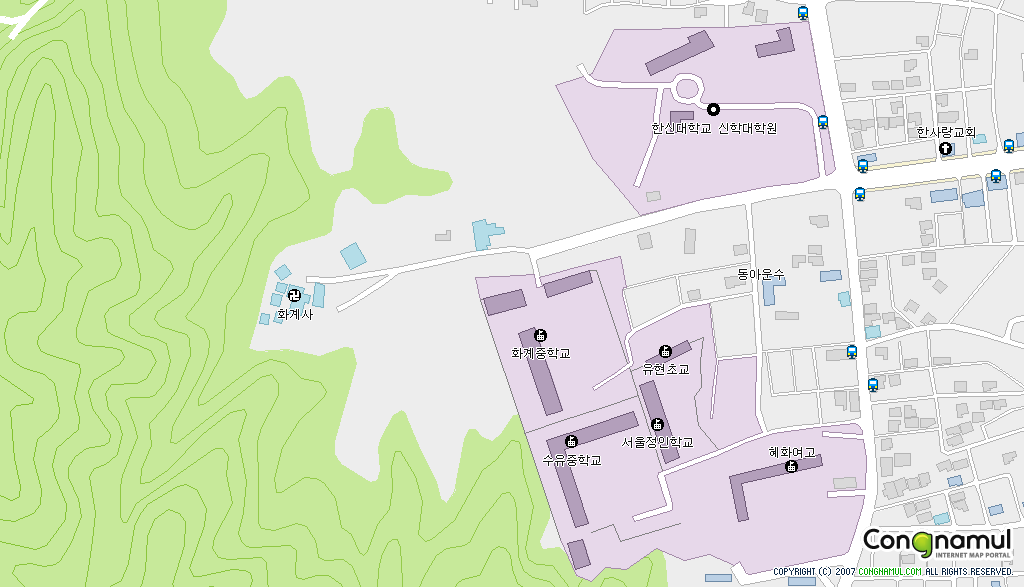 한신대학교 신학대학원
한사랑교회
동아운수
화계사
화계중학교
유현초교
서울정인학교
수유중학교
혜화여고
Congnamul
INTERNET MAP PORTAL
COPYRIGHT (C) 2007 CONGNAMUL.COM ALL RIGHTS RESERVED.